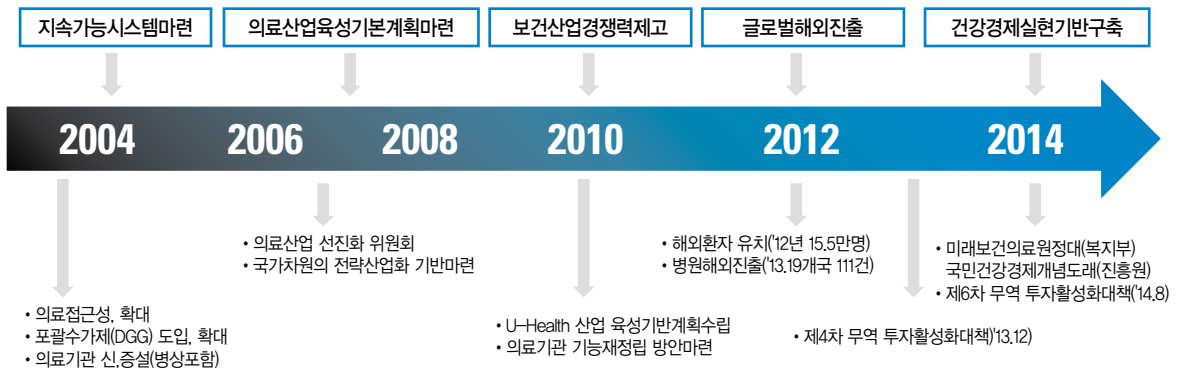 지속가능시스템마련
의료산업육성기본계획마련
보건산업경쟁력제고
글로벌해외진출
건강경제실현기반구축
2004
2006
2008
2010
2012
2014
• 의료산업 선진화 위원회
• 국가차원의 전략산업화 기반마련
• 해외환자 유치('12년 15.5만명)
• 병원해외진출('13.19개국 111건)
• 미래보건의료원정대(복지부)
국민건강경제개념도래(진흥원)
• 제6차 무역 투자활성화대책('14.8)
• 의료접근성, 확대
• 포괄수가제(DGG) 도입, 확대
• 의료기관 신,증설(병상포함)
• U-Health 산업 육성기반계획수립
• 의료기관 기능재정립 방안마련
• 제4차 무역 투자활성화대책)'13.12)